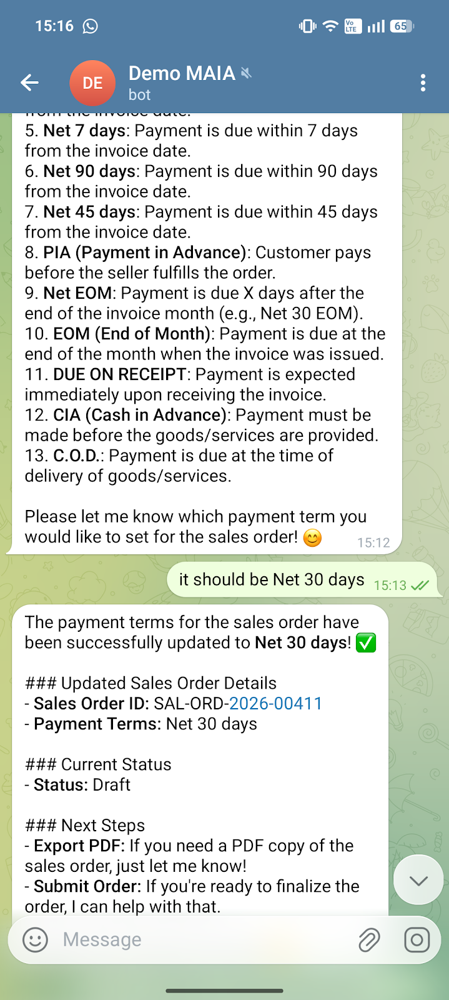 15:16
Vo
LTE
65
DE
Demo MAIA
bot
from the invoice date.
5. Net 7 days: Payment is due within 7 days
from the invoice date.
6. Net 90 days: Payment is due within 90 days
from the invoice date.
7. Net 45 days: Payment is due within 45 days
from the invoice date.
8. PIA (Payment in Advance): Customer pays
before the seller fulfills the order.
9. Net EOM: Payment is due X days after the
end of the invoice month (e.g., Net 30 EOM).
10. EOM (End of Month): Payment is due at the
end of the month when the invoice was issued.
11. DUE ON RECEIPT: Payment is expected
immediately upon receiving the invoice.
12. CIA (Cash in Advance): Payment must be
made before the goods/services are provided.
13. C.O.D.: Payment is due at the time of
delivery of goods/services.
Please let me know which payment term you
would like to set for the sales order! 😊
15:12
it should be Net 30 days
15:13
The payment terms for the sales order have
been successfully updated to Net 30 days! ✅
### Updated Sales Order Details
- Sales Order ID: SAL-ORD-2026-00411
- Payment Terms: Net 30 days
### Current Status
- Status: Draft
### Next Steps
- Export PDF: If you need a PDF copy of the
sales order, just let me know!
- Submit Order: If you're ready to finalize the
order, I can help with that.
Message